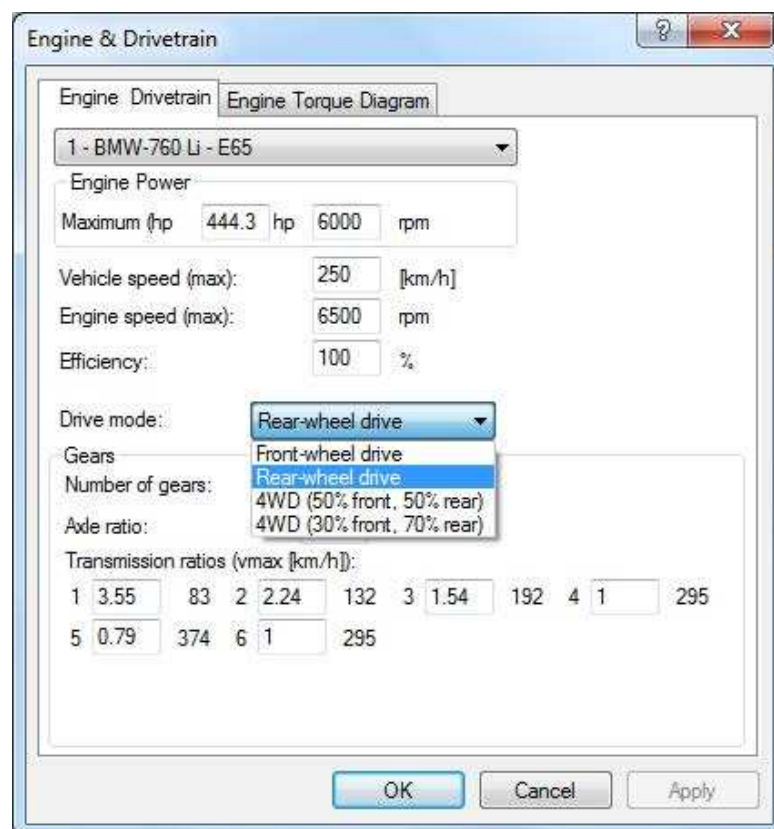 Engine & Drivetrain
Engine Drivetrain Engine Torque Diagram
1 - BMW-760 Li - E65
Engine Power
Maximum (hp 444.3 hp 6000 rpm
Vehicle speed (max): 250 [km/h]
Engine speed (max): 6500 rpm
Efficiency: 100 %
Drive mode: Rear-wheel drive
Front-wheel drive
Gears
Rear-wheel drive
Number of gears:
4WD (50% front, 50% rear)
Axle ratio: 4WD (30% front, 70% rear)
Transmission ratios (vmax [km/h]):
1 3.55 83 2 2.24 132 3 1.54 192 4 1 295
5 0.79 374 6 1 295
OK Cancel Apply